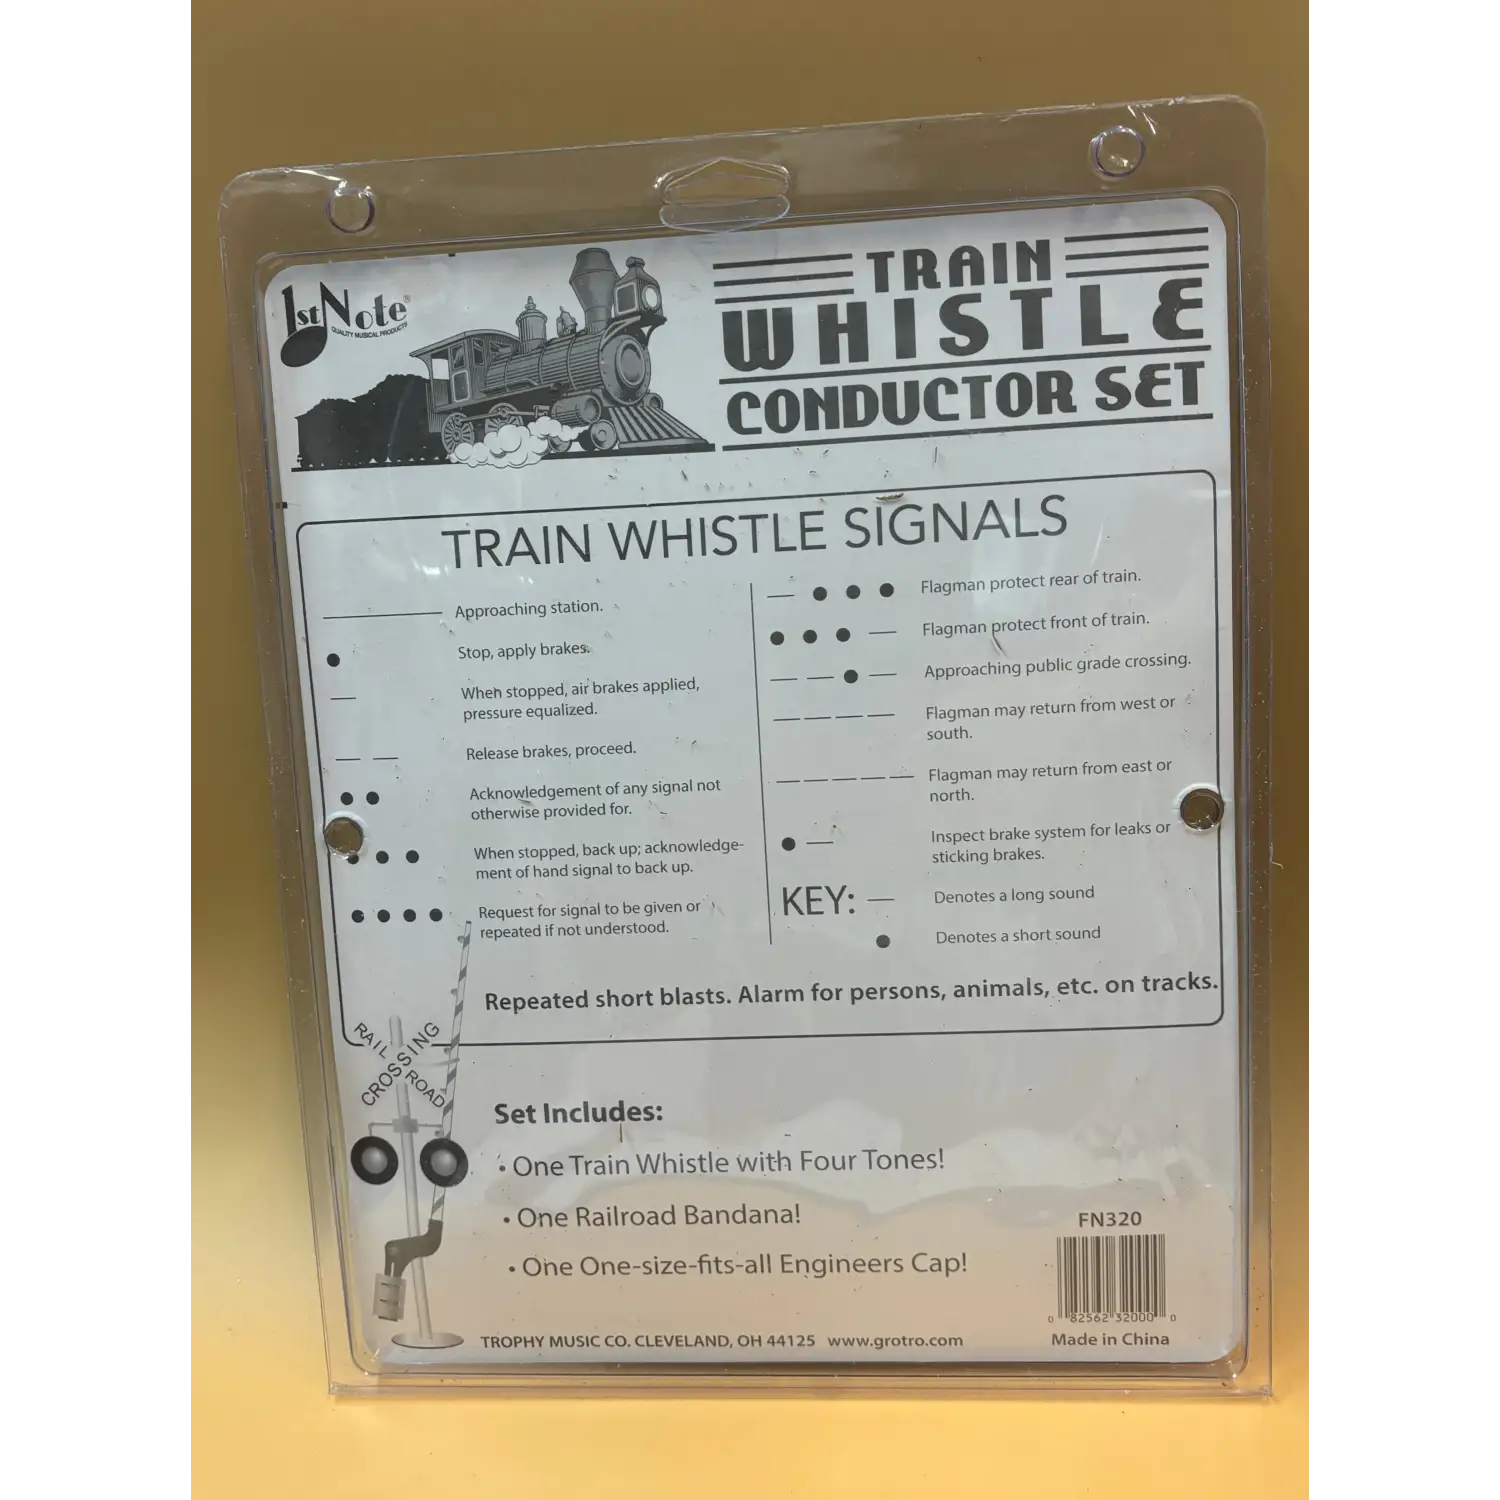 1st Note®
QUALITY MUSICAL PRODUCTS
TRAIN
WHISTLE
CONDUCTOR SET
TRAIN WHISTLE SIGNALS
Approaching station.
Stop, apply brakes.
When stopped, air brakes applied,
pressure equalized.
Release brakes, proceed.
Acknowledgement of any signal not
otherwise provided for.
When stopped, back up; acknowledge-
ment of hand signal to back up.
Request for signal to be given or
repeated if not understood.
Flagman protect rear of train.
Flagman protect front of train.
Approaching public grade crossing.
Flagman may return from west or
south.
Flagman may return from east or
north.
Inspect brake system for leaks or
sticking brakes.
KEY: — Denotes a long sound
● Denotes a short sound
Repeated short blasts. Alarm for persons, animals, etc. on tracks.
RAIL ROAD
CROSSING
Set Includes:
• One Train Whistle with Four Tones!
• One Railroad Bandana!
• One One-size-fits-all Engineers Cap!
FN320
0 82562 32000 0
TROPHY MUSIC CO. CLEVELAND, OH 44125 www.grotro.com
Made in China